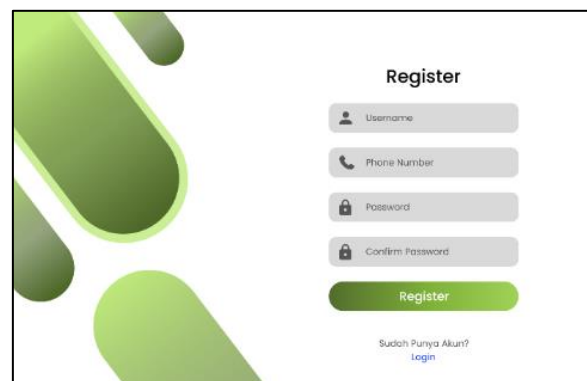 Register
Username
Phone Number
Password
Confirm Password
Register
Sudah Punya Akun?
Login